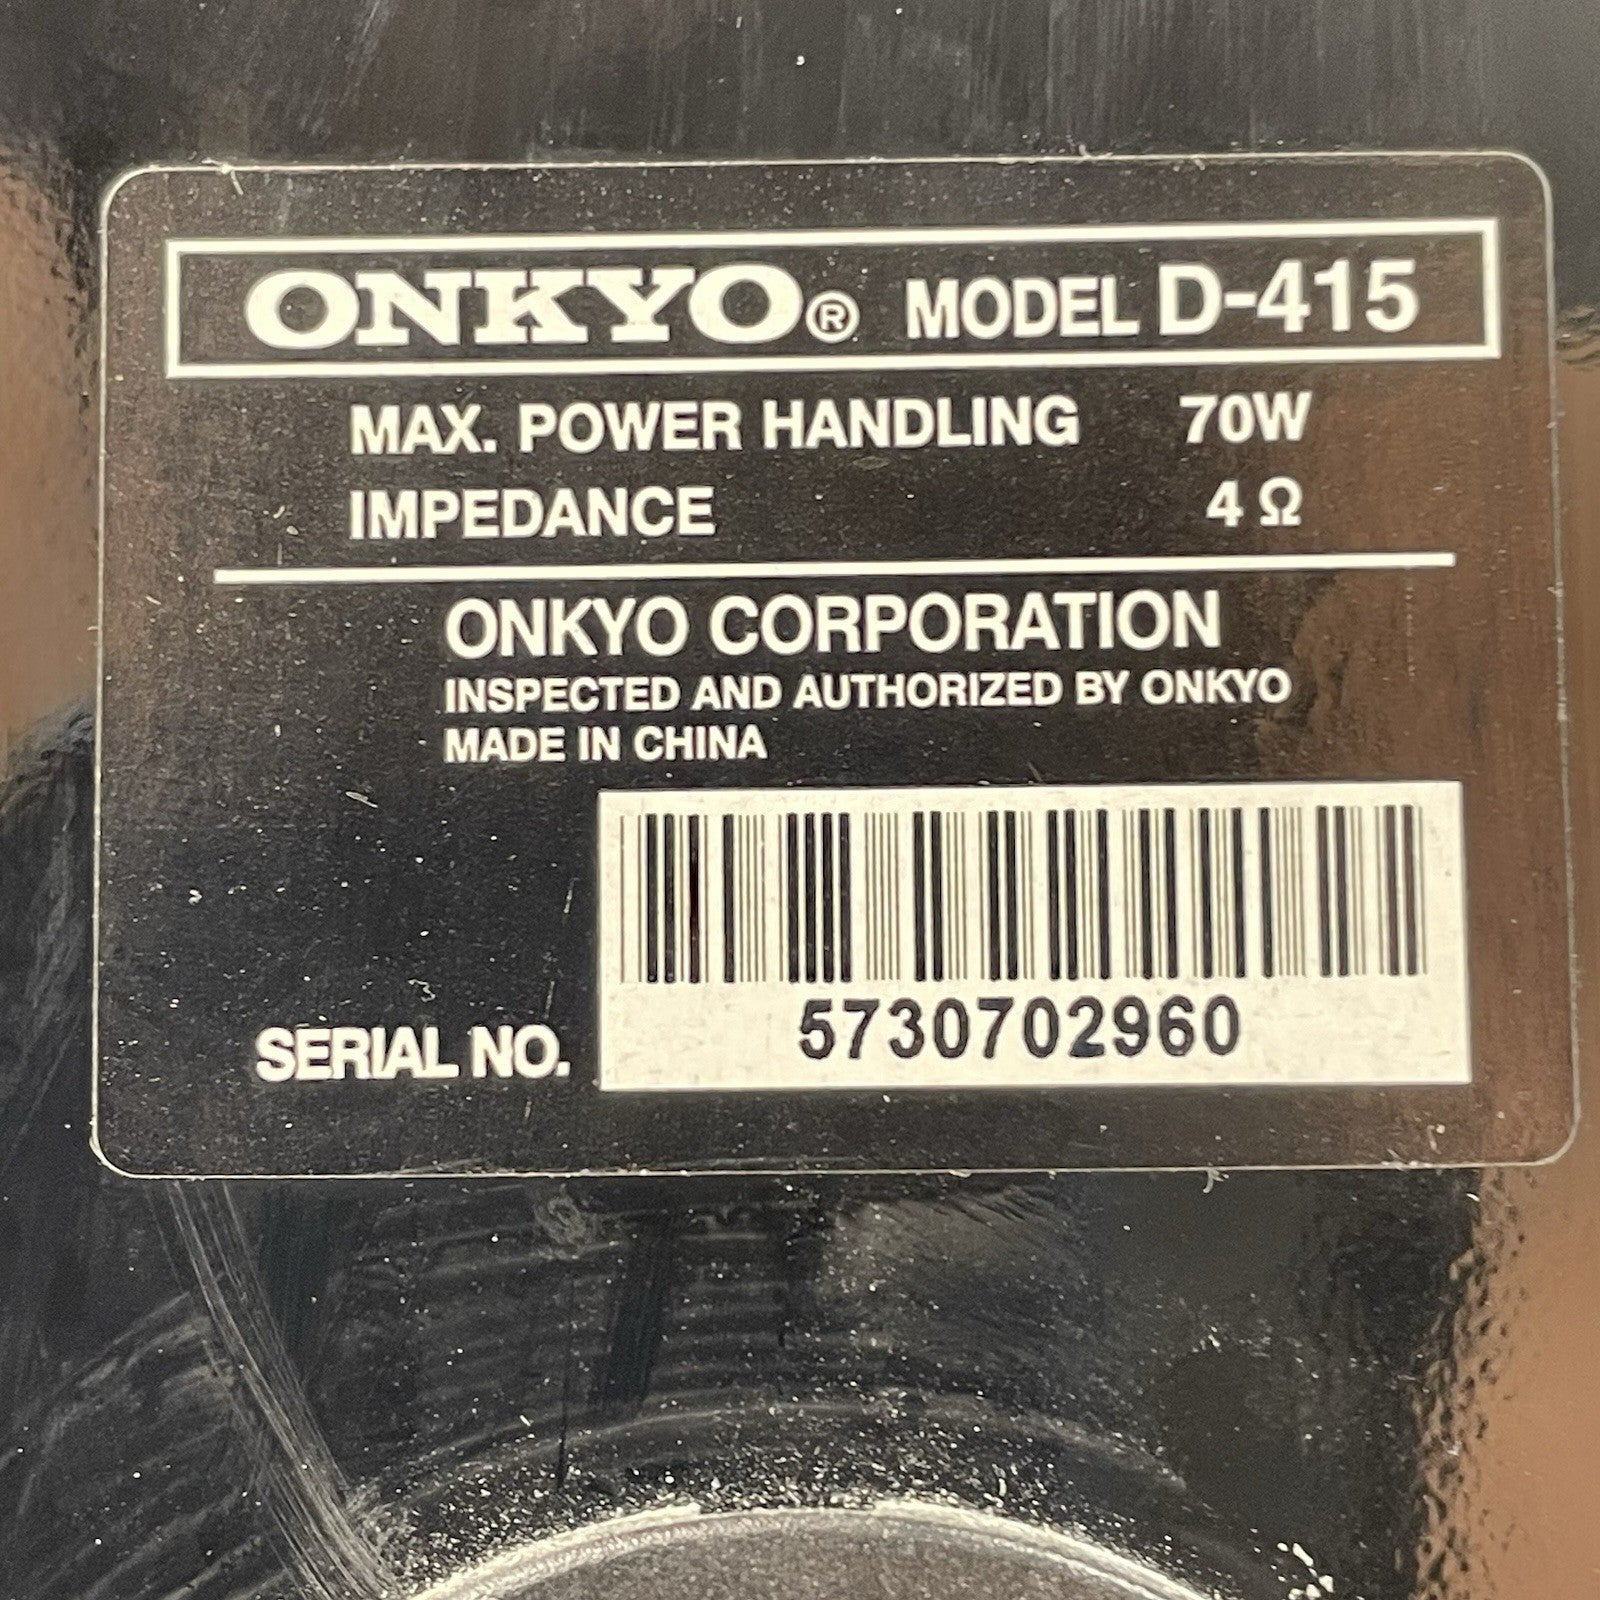 ONKYO® MODEL D-415
MAX. POWER HANDLING 70W
IMPEDANCE 4 Ω
ONKYO CORPORATION
INSPECTED AND AUTHORIZED BY ONKYO
MADE IN CHINA
SERIAL NO. 5730702960